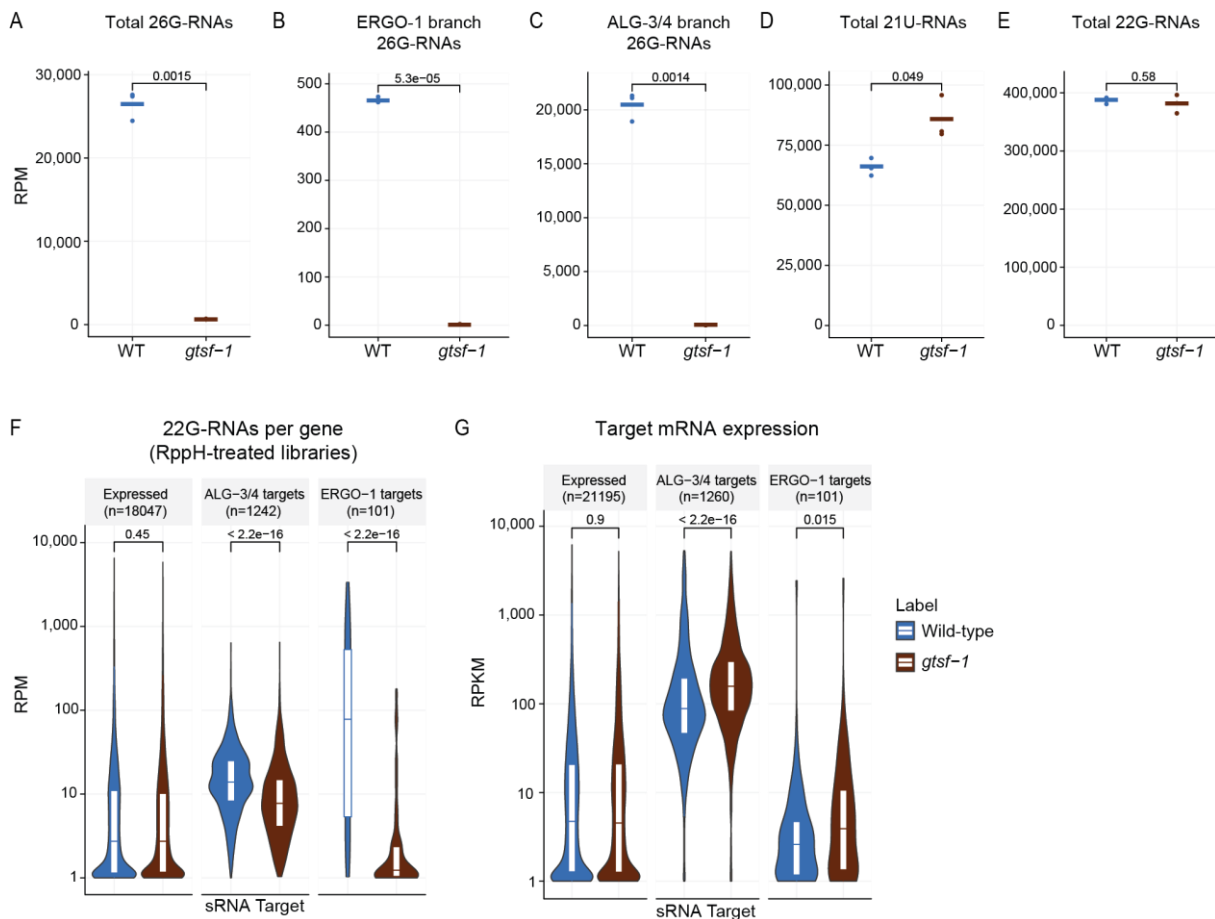 A
Total 26G-RNAs
RPM
30,000
20,000
10,000
0
0.0015
WT
gtsf−1
B
ERGO-1 branch
26G-RNAs
500
400
300
200
100
0
5.3e−05
WT
gtsf−1
C
ALG-3/4 branch
26G-RNAs
20,000
15,000
10,000
5,000
0
0.0014
WT
gtsf−1
D
Total 21U-RNAs
100,000
75,000
50,000
25,000
0
0.049
WT
gtsf−1
E
Total 22G-RNAs
400,000
300,000
200,000
100,000
0
0.58
WT
gtsf−1
F
22G-RNAs per gene
(RppH-treated libraries)
Expressed
(n=18047)
ALG−3/4 targets
(n=1242)
ERGO−1 targets
(n=101)
RPM
10,000
1,000
100
10
1
0.45
< 2.2e−16
< 2.2e−16
sRNA Target
G
Target mRNA expression
Expressed
(n=21195)
ALG−3/4 targets
(n=1260)
ERGO−1 targets
(n=101)
RPKM
10,000
1,000
100
10
1
0.9
< 2.2e−16
0.015
sRNA Target
Label
Wild−type
gtsf−1